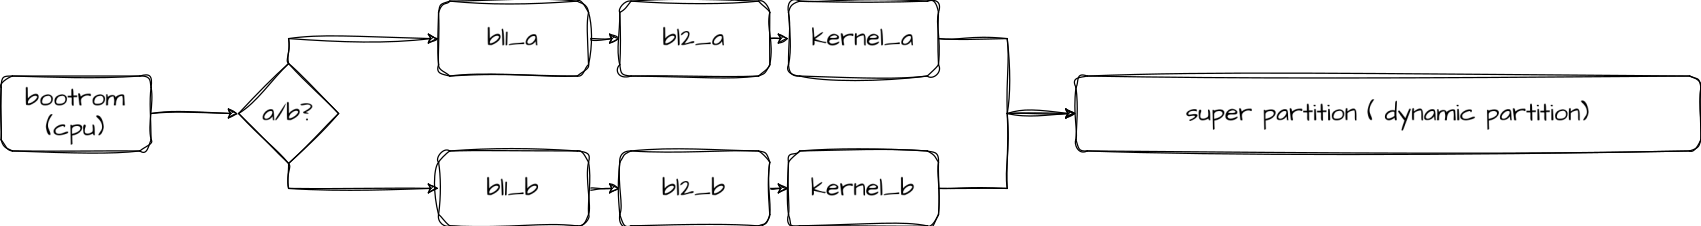 bl1_a
bl2_a
kernel_a
bootrom
(cpu)
a/b?
super partition ( dynamic partition)
bl1_b
bl2_b
kernel_b